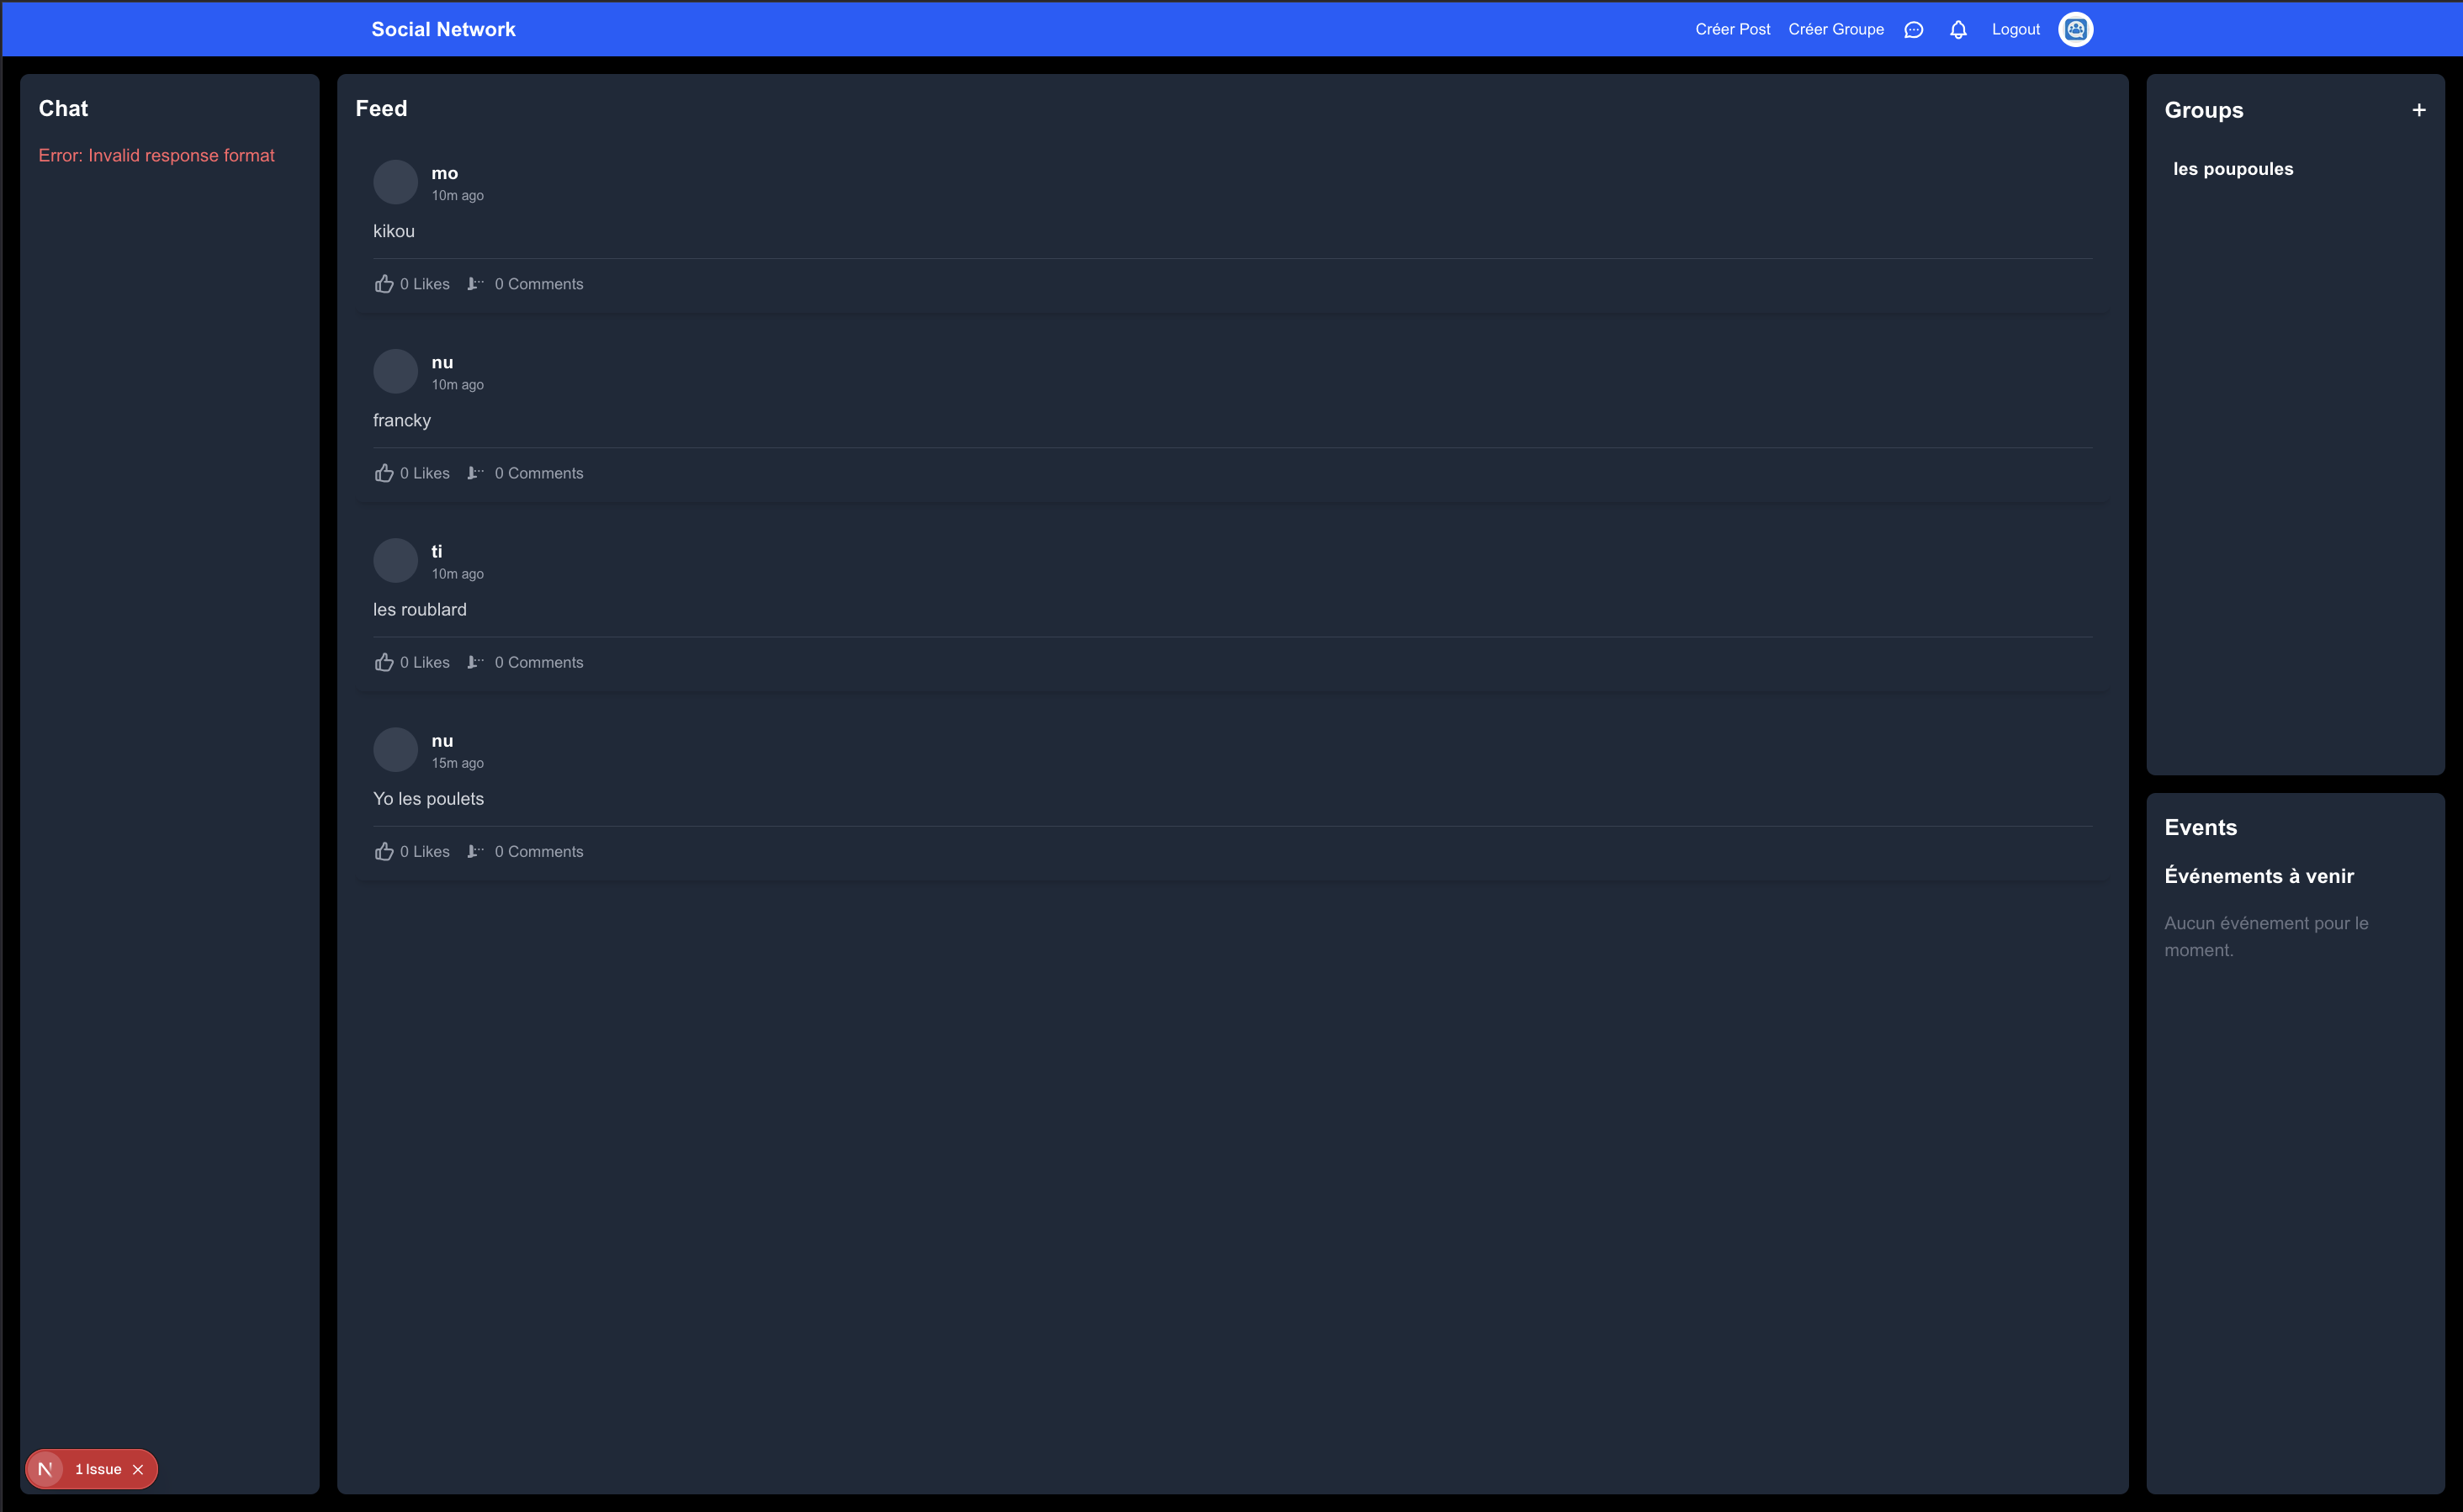 Social Network
Créer Post
Créer Groupe
Logout
Chat
Error: Invalid response format
Feed
mo
10m ago
kikou
0 Likes
0 Comments
nu
10m ago
francky
0 Likes
0 Comments
ti
10m ago
les roublard
0 Likes
0 Comments
nu
15m ago
Yo les poulets
0 Likes
0 Comments
Groups
+
les poupoules
Events
Événements à venir
Aucun événement pour le
moment.
N
1 Issue